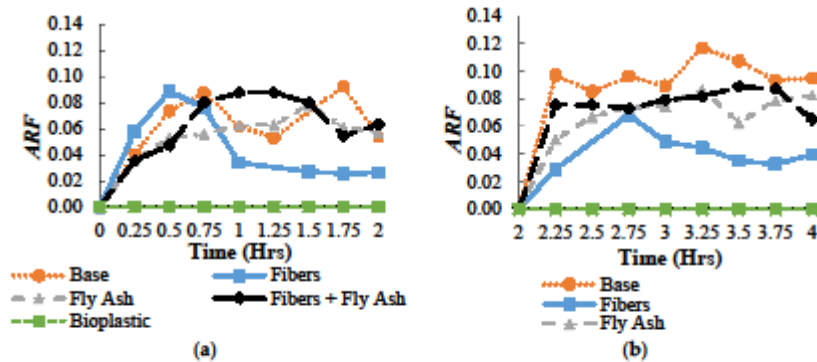 0.14
0.12
0.10
0.08
0.06
0.04
0.02
0.00
ARF
0 0.25 0.5 0.75 1 1.25 1.5 1.75 2
Time (Hrs)
Base Fibers
Fly Ash Fibers + Fly Ash
Bioplastic
(a)
0.14
0.12
0.10
0.08
0.06
0.04
0.02
0.00
ARF
2 2.25 2.5 2.75 3 3.25 3.5 3.75 4
Time (Hrs)
Base
Fibers
Fly Ash
(b)